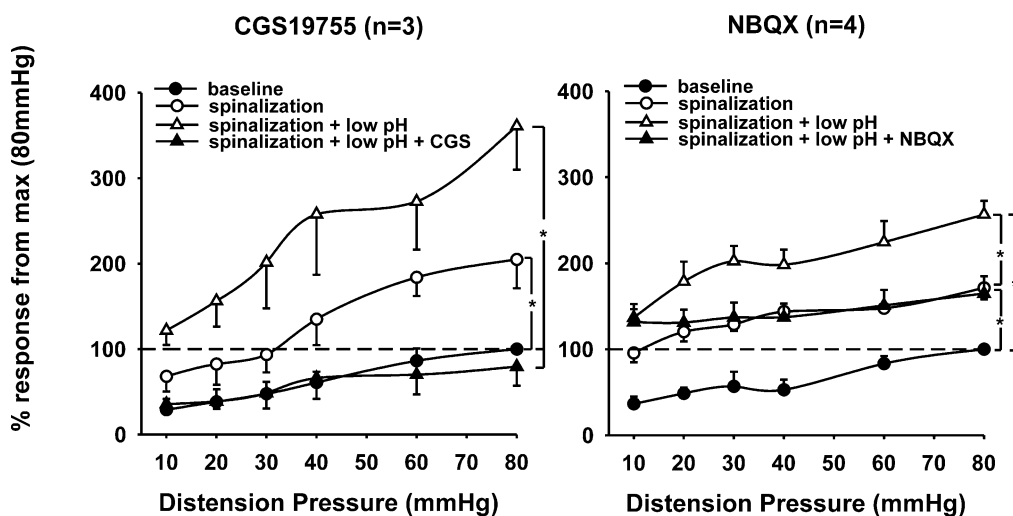 CGS19755 (n=3)
NBQX (n=4)
% response from max (80mmHg)
baseline
spinalization
spinalization + low pH
spinalization + low pH + CGS
400
300
200
100
0
*
*
10 20 30 40 50 60 70 80
Distension Pressure (mmHg)
baseline
spinalization
spinalization + low pH
spinalization + low pH + NBQX
400
300
200
100
0
*
*
10 20 30 40 50 60 70 80
Distension Pressure (mmHg)